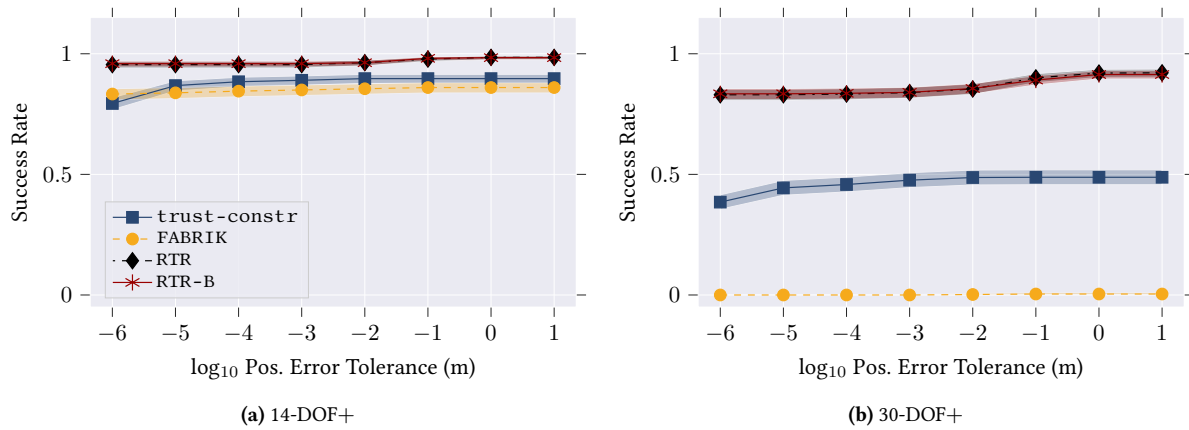 1
0.5
0
Success Rate
trust-constr
FABRIK
RTR
RTR-B
−6 −5 −4 −3 −2 −1 0 1
log₁₀ Pos. Error Tolerance (m)
(a) 14-DOF+
1
0.5
0
Success Rate
−6 −5 −4 −3 −2 −1 0 1
log₁₀ Pos. Error Tolerance (m)
(b) 30-DOF+